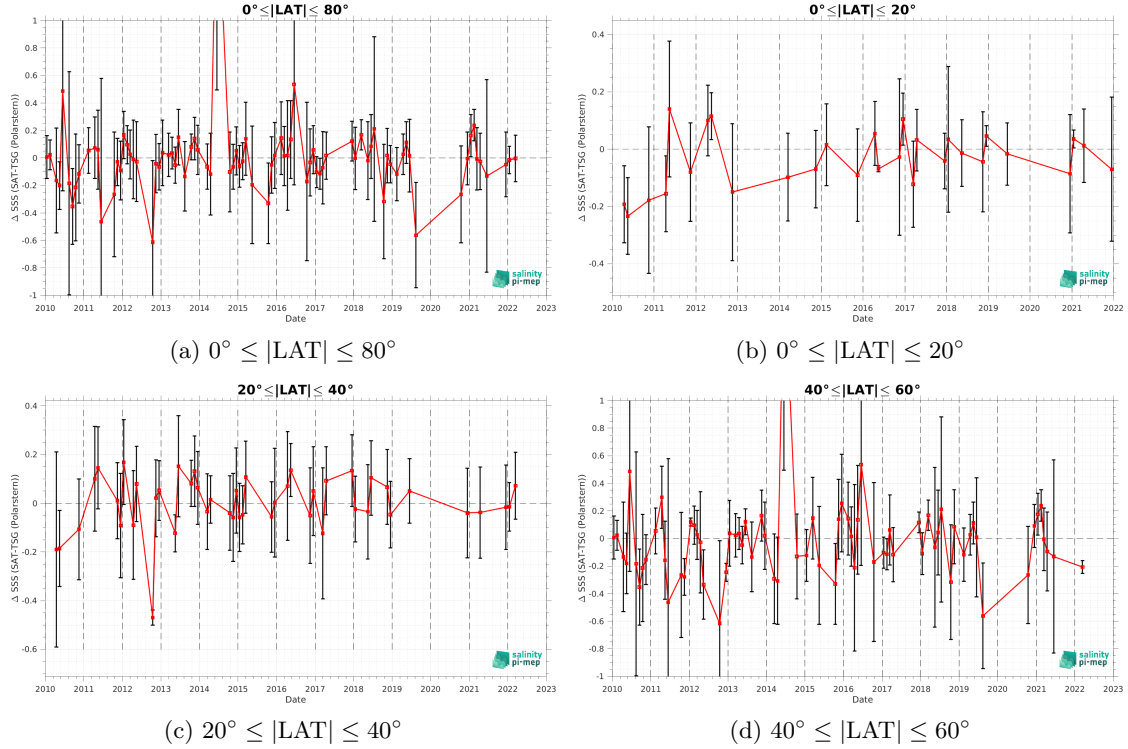 0°≤|LAT|≤ 80°
Δ SSS (SAT-TSG (Polarstern))
1
0.8
0.6
0.4
0.2
0
-0.2
-0.4
-0.6
-0.8
-1
2010 2011 2012 2013 2014 2015 2016 2017 2018 2019 2020 2021 2022 2023
Date
salinity
pi-mep
(a) 0° ≤ |LAT| ≤ 80°
0°≤|LAT|≤ 20°
Δ SSS (SAT-TSG (Polarstern))
0.4
0.2
0
-0.2
-0.4
2010 2011 2012 2013 2014 2015 2016 2017 2018 2019 2020 2021 2022
Date
salinity
pi-mep
(b) 0° ≤ |LAT| ≤ 20°
20°≤|LAT|≤ 40°
Δ SSS (SAT-TSG (Polarstern))
0.4
0.2
0
-0.2
-0.4
-0.6
2010 2011 2012 2013 2014 2015 2016 2017 2018 2019 2020 2021 2022 2023
Date
salinity
pi-mep
(c) 20° ≤ |LAT| ≤ 40°
40°≤|LAT|≤ 60°
Δ SSS (SAT-TSG (Polarstern))
1
0.8
0.6
0.4
0.2
0
-0.2
-0.4
-0.6
-0.8
-1
2010 2011 2012 2013 2014 2015 2016 2017 2018 2019 2020 2021 2022 2023
Date
salinity
pi-mep
(d) 40° ≤ |LAT| ≤ 60°